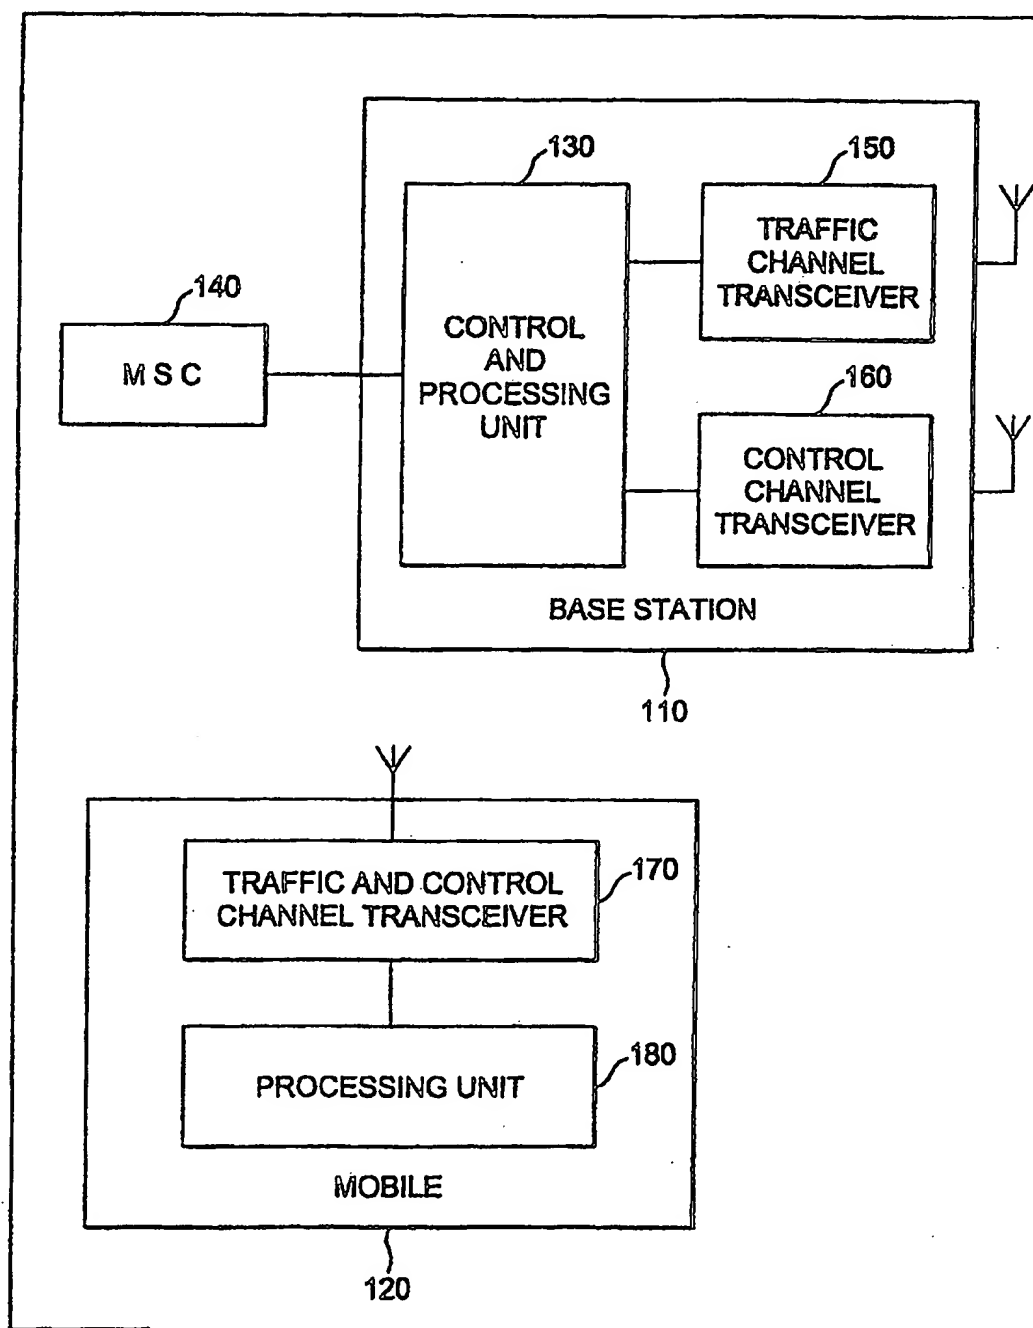 130
150
TRAFFIC
CHANNEL
TRANSCEIVER
140
M S C
CONTROL
AND
PROCESSING
UNIT
160
CONTROL
CHANNEL
TRANSCEIVER
BASE STATION
110
TRAFFIC AND CONTROL
CHANNEL TRANSCEIVER
170
PROCESSING UNIT
180
MOBILE
120